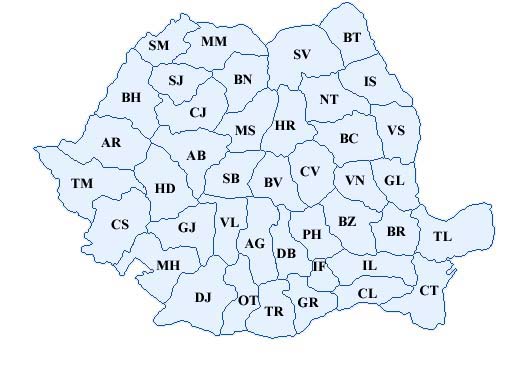 BT
SM MM
SV
SJ BN IS
BH NT
CJ
MS HR VS
AR BC
AB
TM HD SB BV CV VN GL
CS GJ VL BZ
AG PH BR TL
DB
MH IF IL
DJ OT GR CL CT
TR